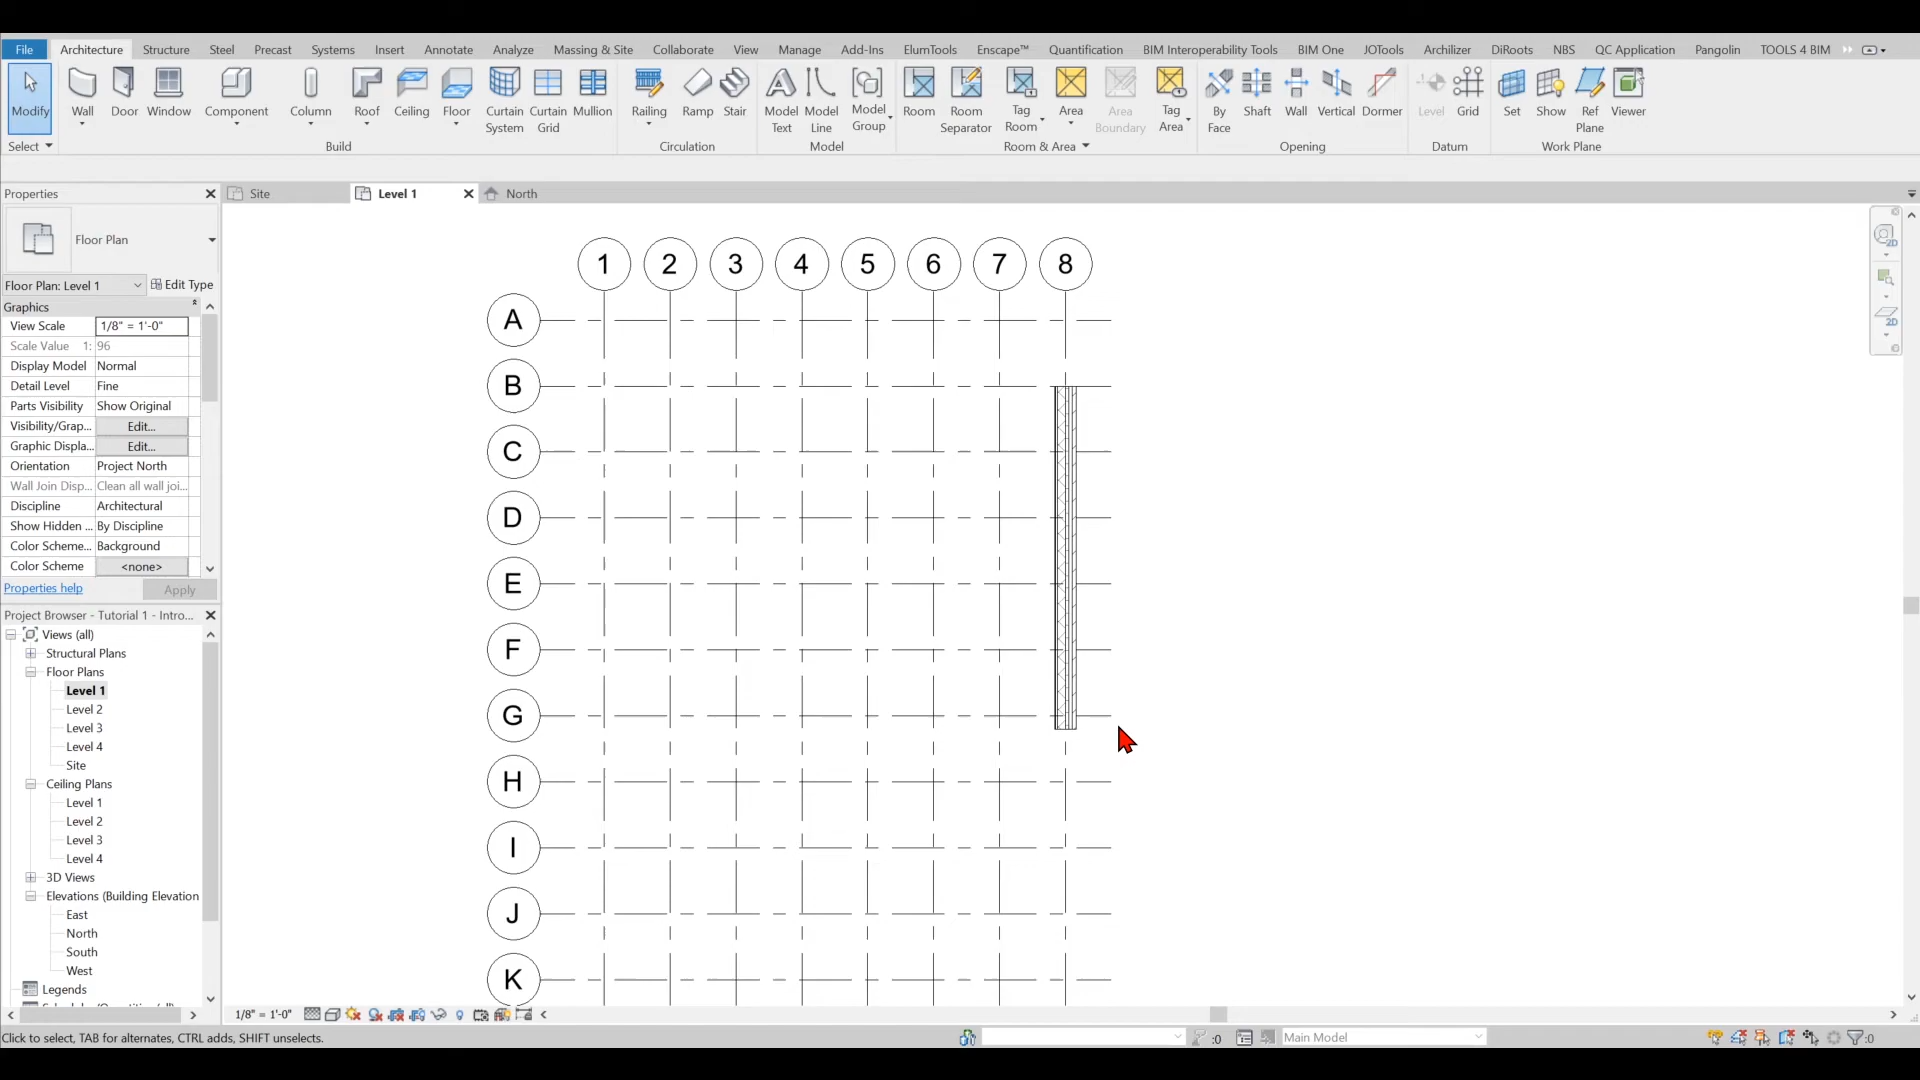 File Architecture Structure Steel Precast Systems Insert Annotate Analyze Massing & Site Collaborate View Manage Add-Ins ElumTools Enscape™ Quantification BIM Interoperability Tools BIM One JOTools Archilizer DiRoots NBS QC Application Pangolin TOOLS 4 BIM
Modify Wall Door Window Component Column Roof Ceiling Floor Curtain System Curtain Grid Mullion Railing Ramp Stair Model Text Model Line Model Group Room Room Separator Tag Room Area Area Boundary Tag Area By Face Shaft Wall Vertical Dormer Level Grid Set Show Ref Plane Viewer
Select Build Circulation Model Room & Area Opening Datum Work Plane
Properties Site Level 1 North
Floor Plan
Floor Plan: Level 1 Edit Type
Graphics
View Scale 1/8" = 1'-0"
Scale Value 1: 96
Display Model Normal
Detail Level Fine
Parts Visibility Show Original
Visibility/Grap... Edit...
Graphic Displa... Edit...
Orientation Project North
Wall Join Disp... Clean all wall joi...
Discipline Architectural
Show Hidden ... By Discipline
Color Scheme... Background
Color Scheme <none>
Properties help Apply
Project Browser - Tutorial 1 - Intro...
Views (all)
Structural Plans
Floor Plans
Level 1
Level 2
Level 3
Level 4
Site
Ceiling Plans
Level 1
Level 2
Level 3
Level 4
3D Views
Elevations (Building Elevation
East
North
South
West
Legends
1 2 3 4 5 6 7 8
A
B
C
D
E
F
G
H
I
J
K
2D
2D
1/8" = 1'-0"
Click to select, TAB for alternates, CTRL adds, SHIFT unselects. :0 Main Model :0